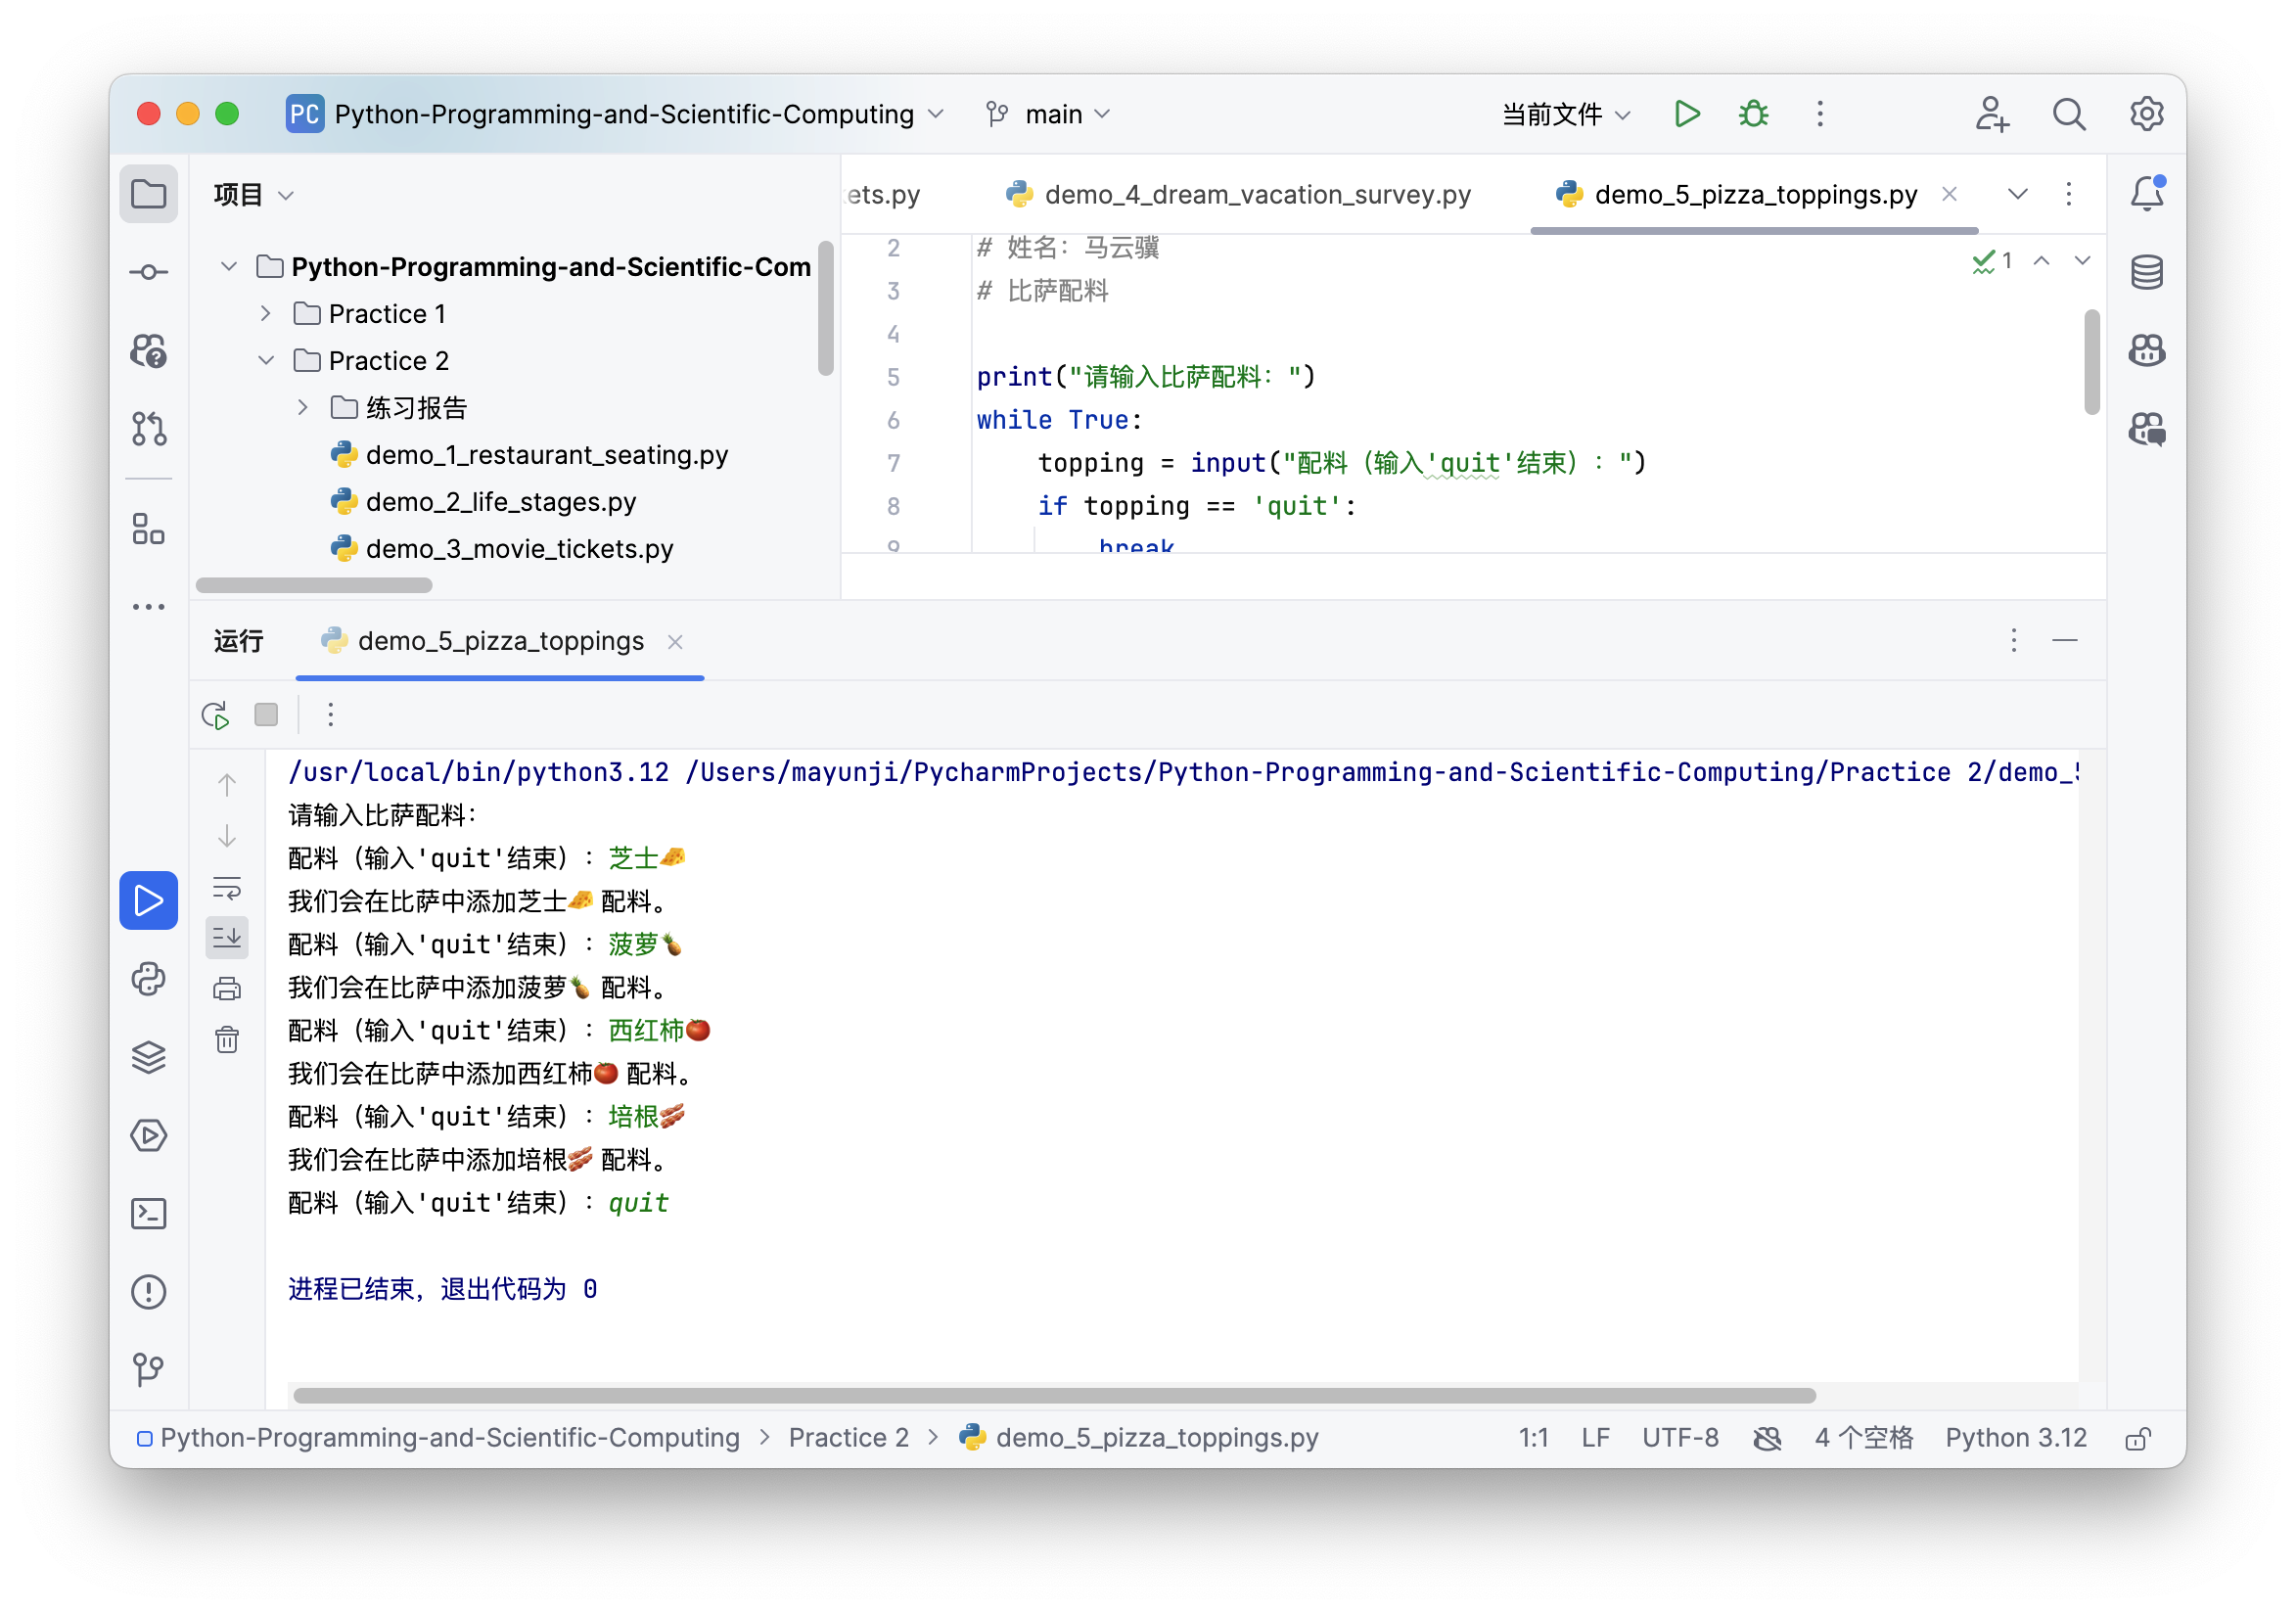 PC Python-Programming-and-Scientific-Computing main 当前文件
项目
ets.py demo_4_dream_vacation_survey.py demo_5_pizza_toppings.py
Python-Programming-and-Scientific-Com
Practice 1
Practice 2
练习报告
demo_1_restaurant_seating.py
demo_2_life_stages.py
demo_3_movie_tickets.py
1
2 # 姓名：马云骥
3 # 比萨配料
4
5 print("请输入比萨配料：")
6 while True:
7 topping = input("配料（输入'quit'结束）：")
8 if topping == 'quit':
9 break
运行 demo_5_pizza_toppings
/usr/local/bin/python3.12 /Users/mayunji/PycharmProjects/Python-Programming-and-Scientific-Computing/Practice 2/demo_5
请输入比萨配料：
配料（输入'quit'结束）：芝士🧀
我们会在比萨中添加芝士🧀 配料。
配料（输入'quit'结束）：菠萝🍍
我们会在比萨中添加菠萝🍍 配料。
配料（输入'quit'结束）：西红柿🍅
我们会在比萨中添加西红柿🍅 配料。
配料（输入'quit'结束）：培根🥓
我们会在比萨中添加培根🥓 配料。
配料（输入'quit'结束）：quit
进程已结束，退出代码为 0
Python-Programming-and-Scientific-Computing > Practice 2 > demo_5_pizza_toppings.py 1:1 LF UTF-8 4 个空格 Python 3.12